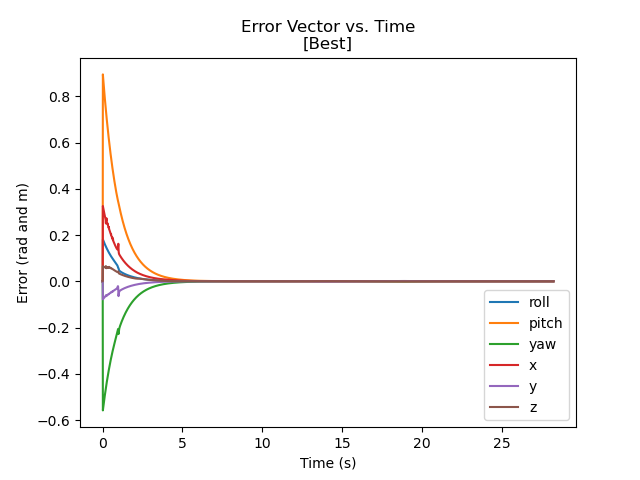 Error Vector vs. Time
[Best]
0.8
0.6
0.4
0.2
0.0
−0.2
−0.4
−0.6
Error (rad and m)
0
5
10
15
20
25
Time (s)
roll
pitch
yaw
x
y
z